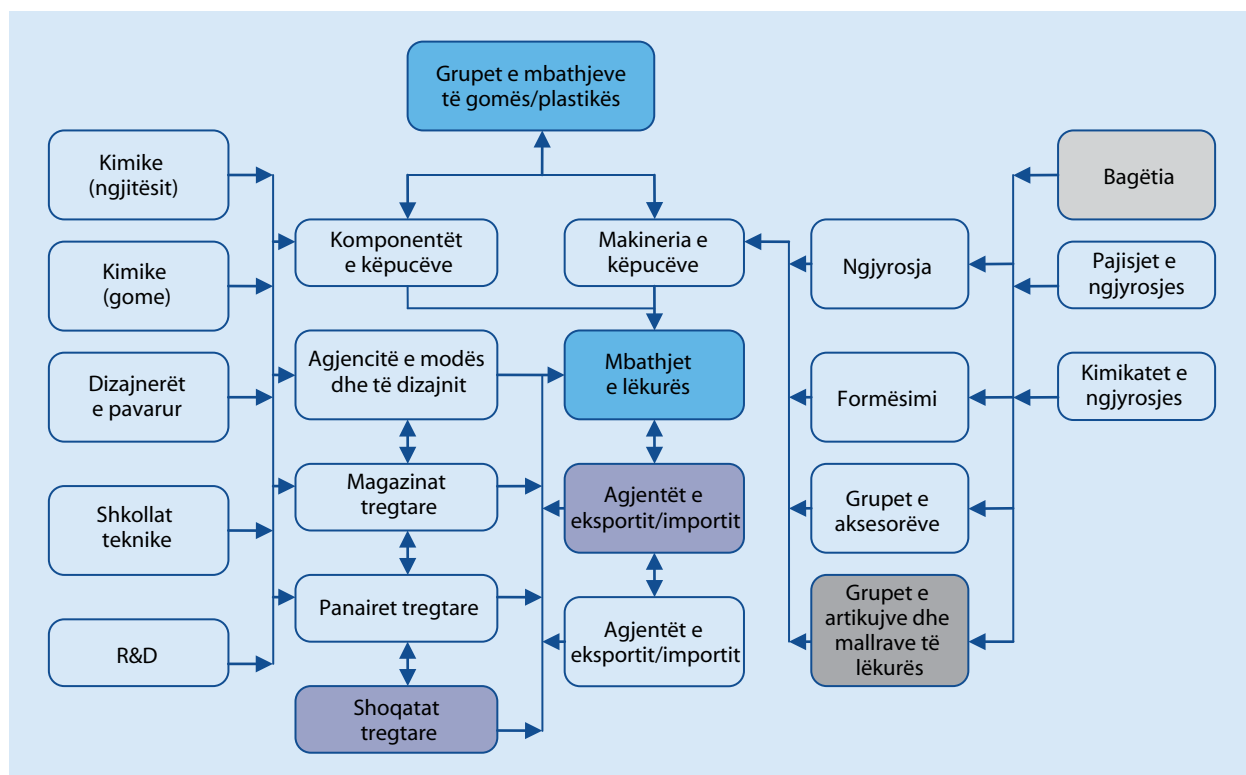 Grupet e mbathjeve
të gomës/plastikës
Kimike
(ngjitësit)
Kimike
(gome)
Dizajnerët
e pavarur
Shkollat
teknike
R&D
Komponentët
e këpucëve
Agjencitë e modës
dhe të dizajnit
Magazinat
tregtare
Panairet tregtare
Shoqatat
tregtare
Makineria e
këpucëve
Mbathjet
e lëkurës
Agjentët e
eksportit/importit
Agjentët e
eksportit/importit
Ngjyrosja
Formësimi
Grupet e
aksesorëve
Grupet e
artikujve dhe
mallrave të
lëkurës
Bagëtia
Pajisjet e
ngjyrosjes
Kimikatet e
ngjyrosjes